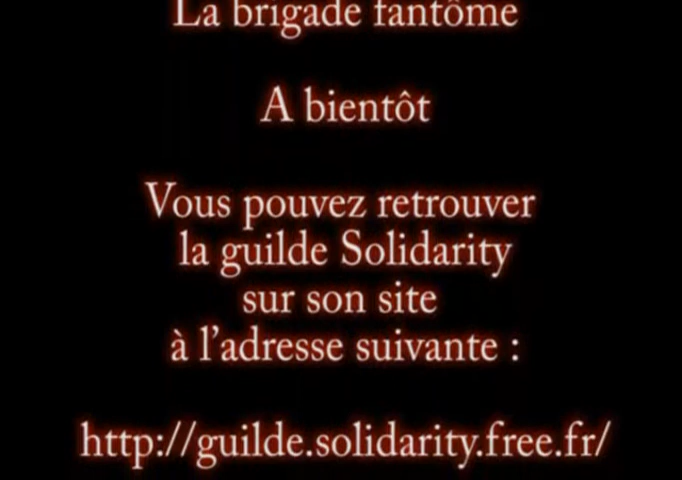 La brigade fantôme
A bientôt
Vous pouvez retrouver
la guilde Solidarity
sur son site
à l'adresse suivante :
http://guilde.solidarity.free.fr/